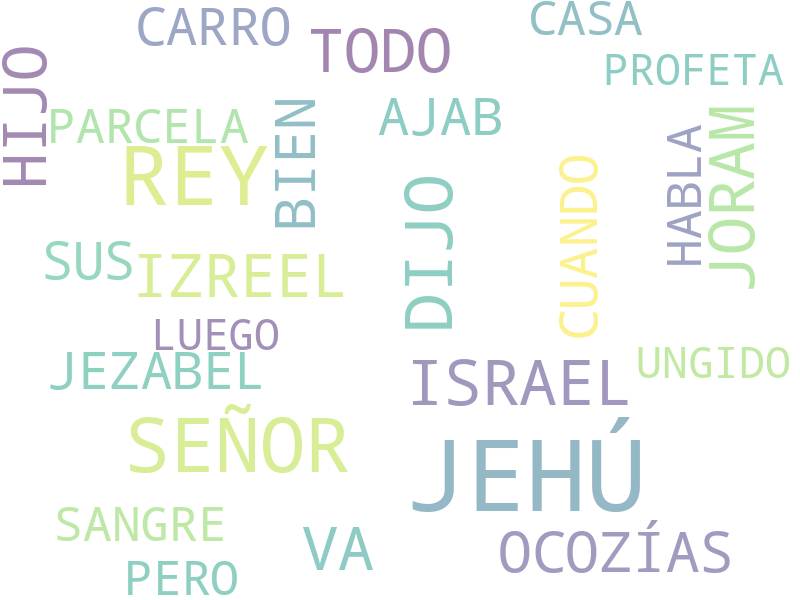 CARRO
CASA
TODO
HIJO
PROFETA
PARCELA
BIEN
AJAB
REY
HABLA
JORAM
CUANDO
DIJO
SUS
IZREEL
LUEGO
JEZABEL
ISRAEL
UNGIDO
SEÑOR
JEHÚ
SANGRE
VA
OCOZÍAS
PERO